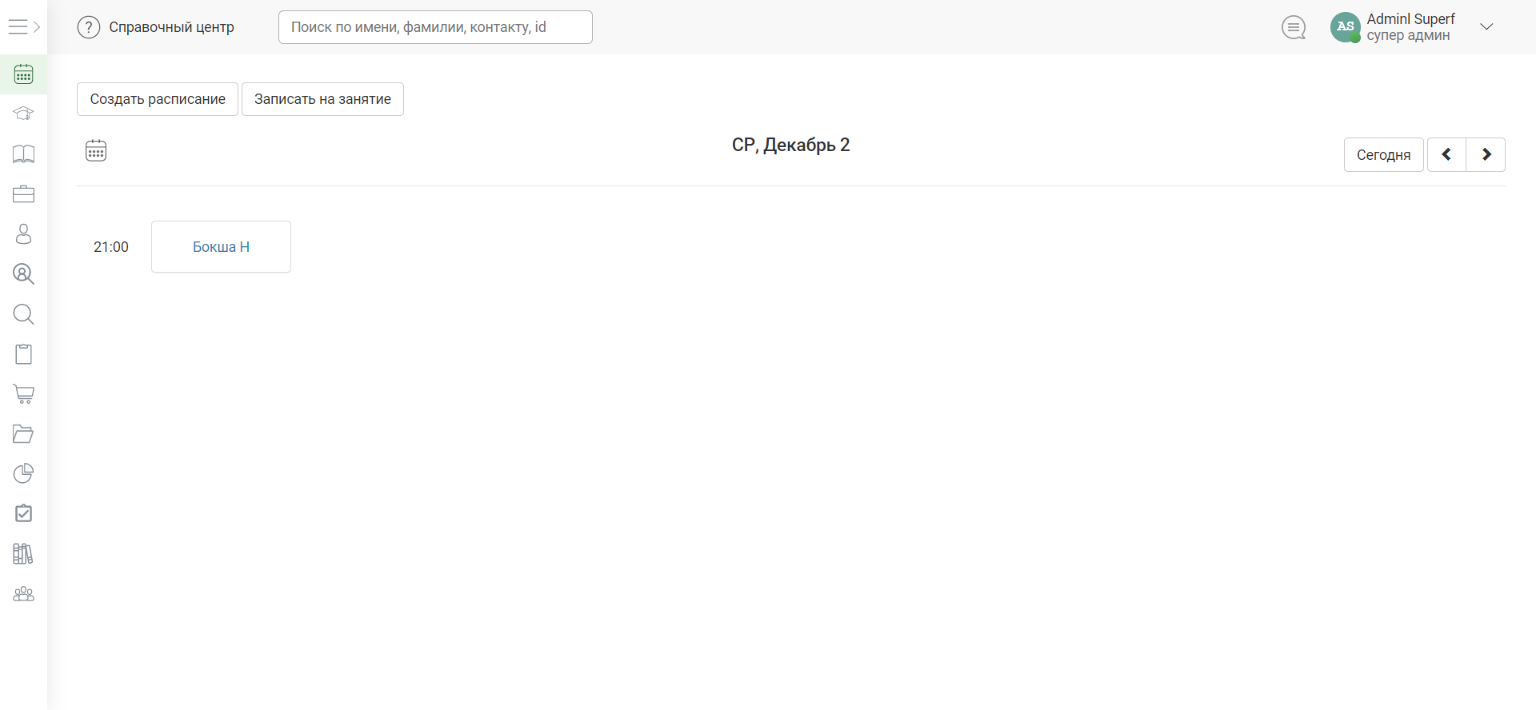 ? Справочный центр
Поиск по имени, фамилии, контакту, id
AS
Adminl Superf
супер админ
Создать расписание
Записать на занятие
СР, Декабрь 2
Сегодня
21:00
Бокша Н